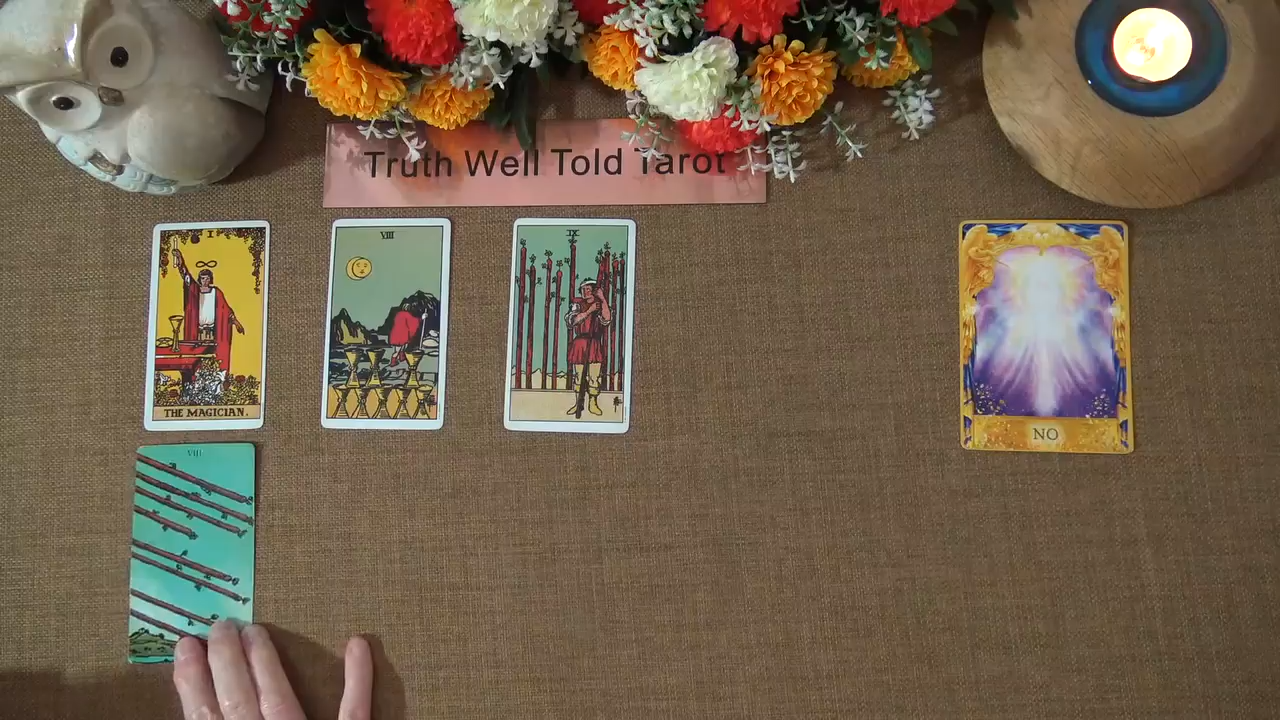 Truth Well Told Tarot
I
THE MAGICIAN.
VIII
IX
NO
VIII